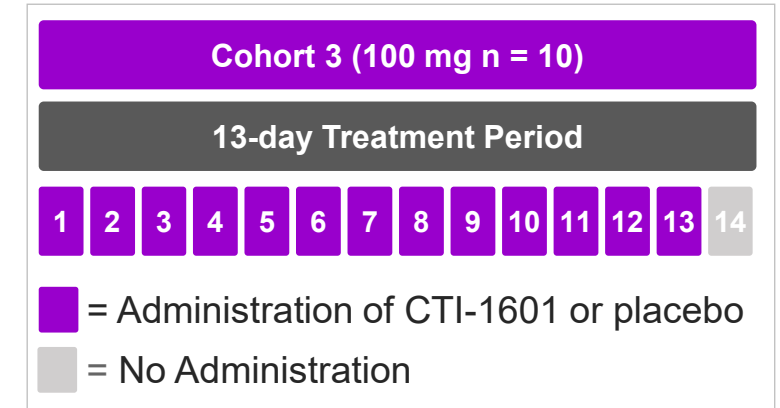 Cohort 3 (100 mg n = 10)
13-day Treatment Period
1 2 3 4 5 6 7 8 9 10 11 12 13 14
= Administration of CTI-1601 or placebo
= No Administration